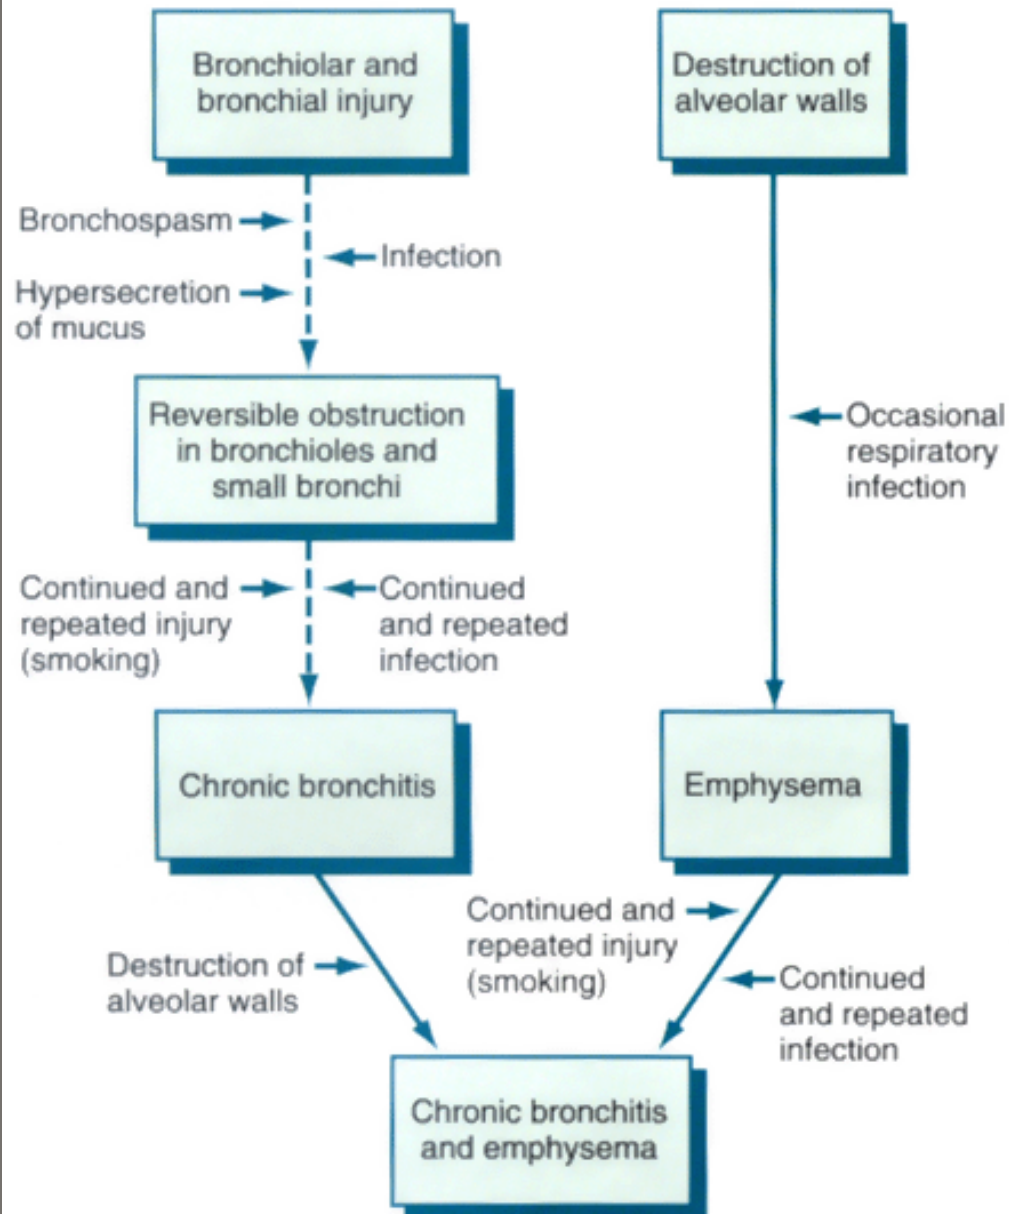 Bronchiolar and
bronchial injury
Destruction of
alveolar walls
Bronchospasm
Infection
Hypersecretion
of mucus
Reversible obstruction
in bronchioles and
small bronchi
Occasional
respiratory
infection
Continued and
repeated injury
(smoking)
Continued
and repeated
infection
Chronic bronchitis
Emphysema
Destruction of
alveolar walls
Continued and
repeated injury
(smoking)
Continued
and repeated
infection
Chronic bronchitis
and emphysema